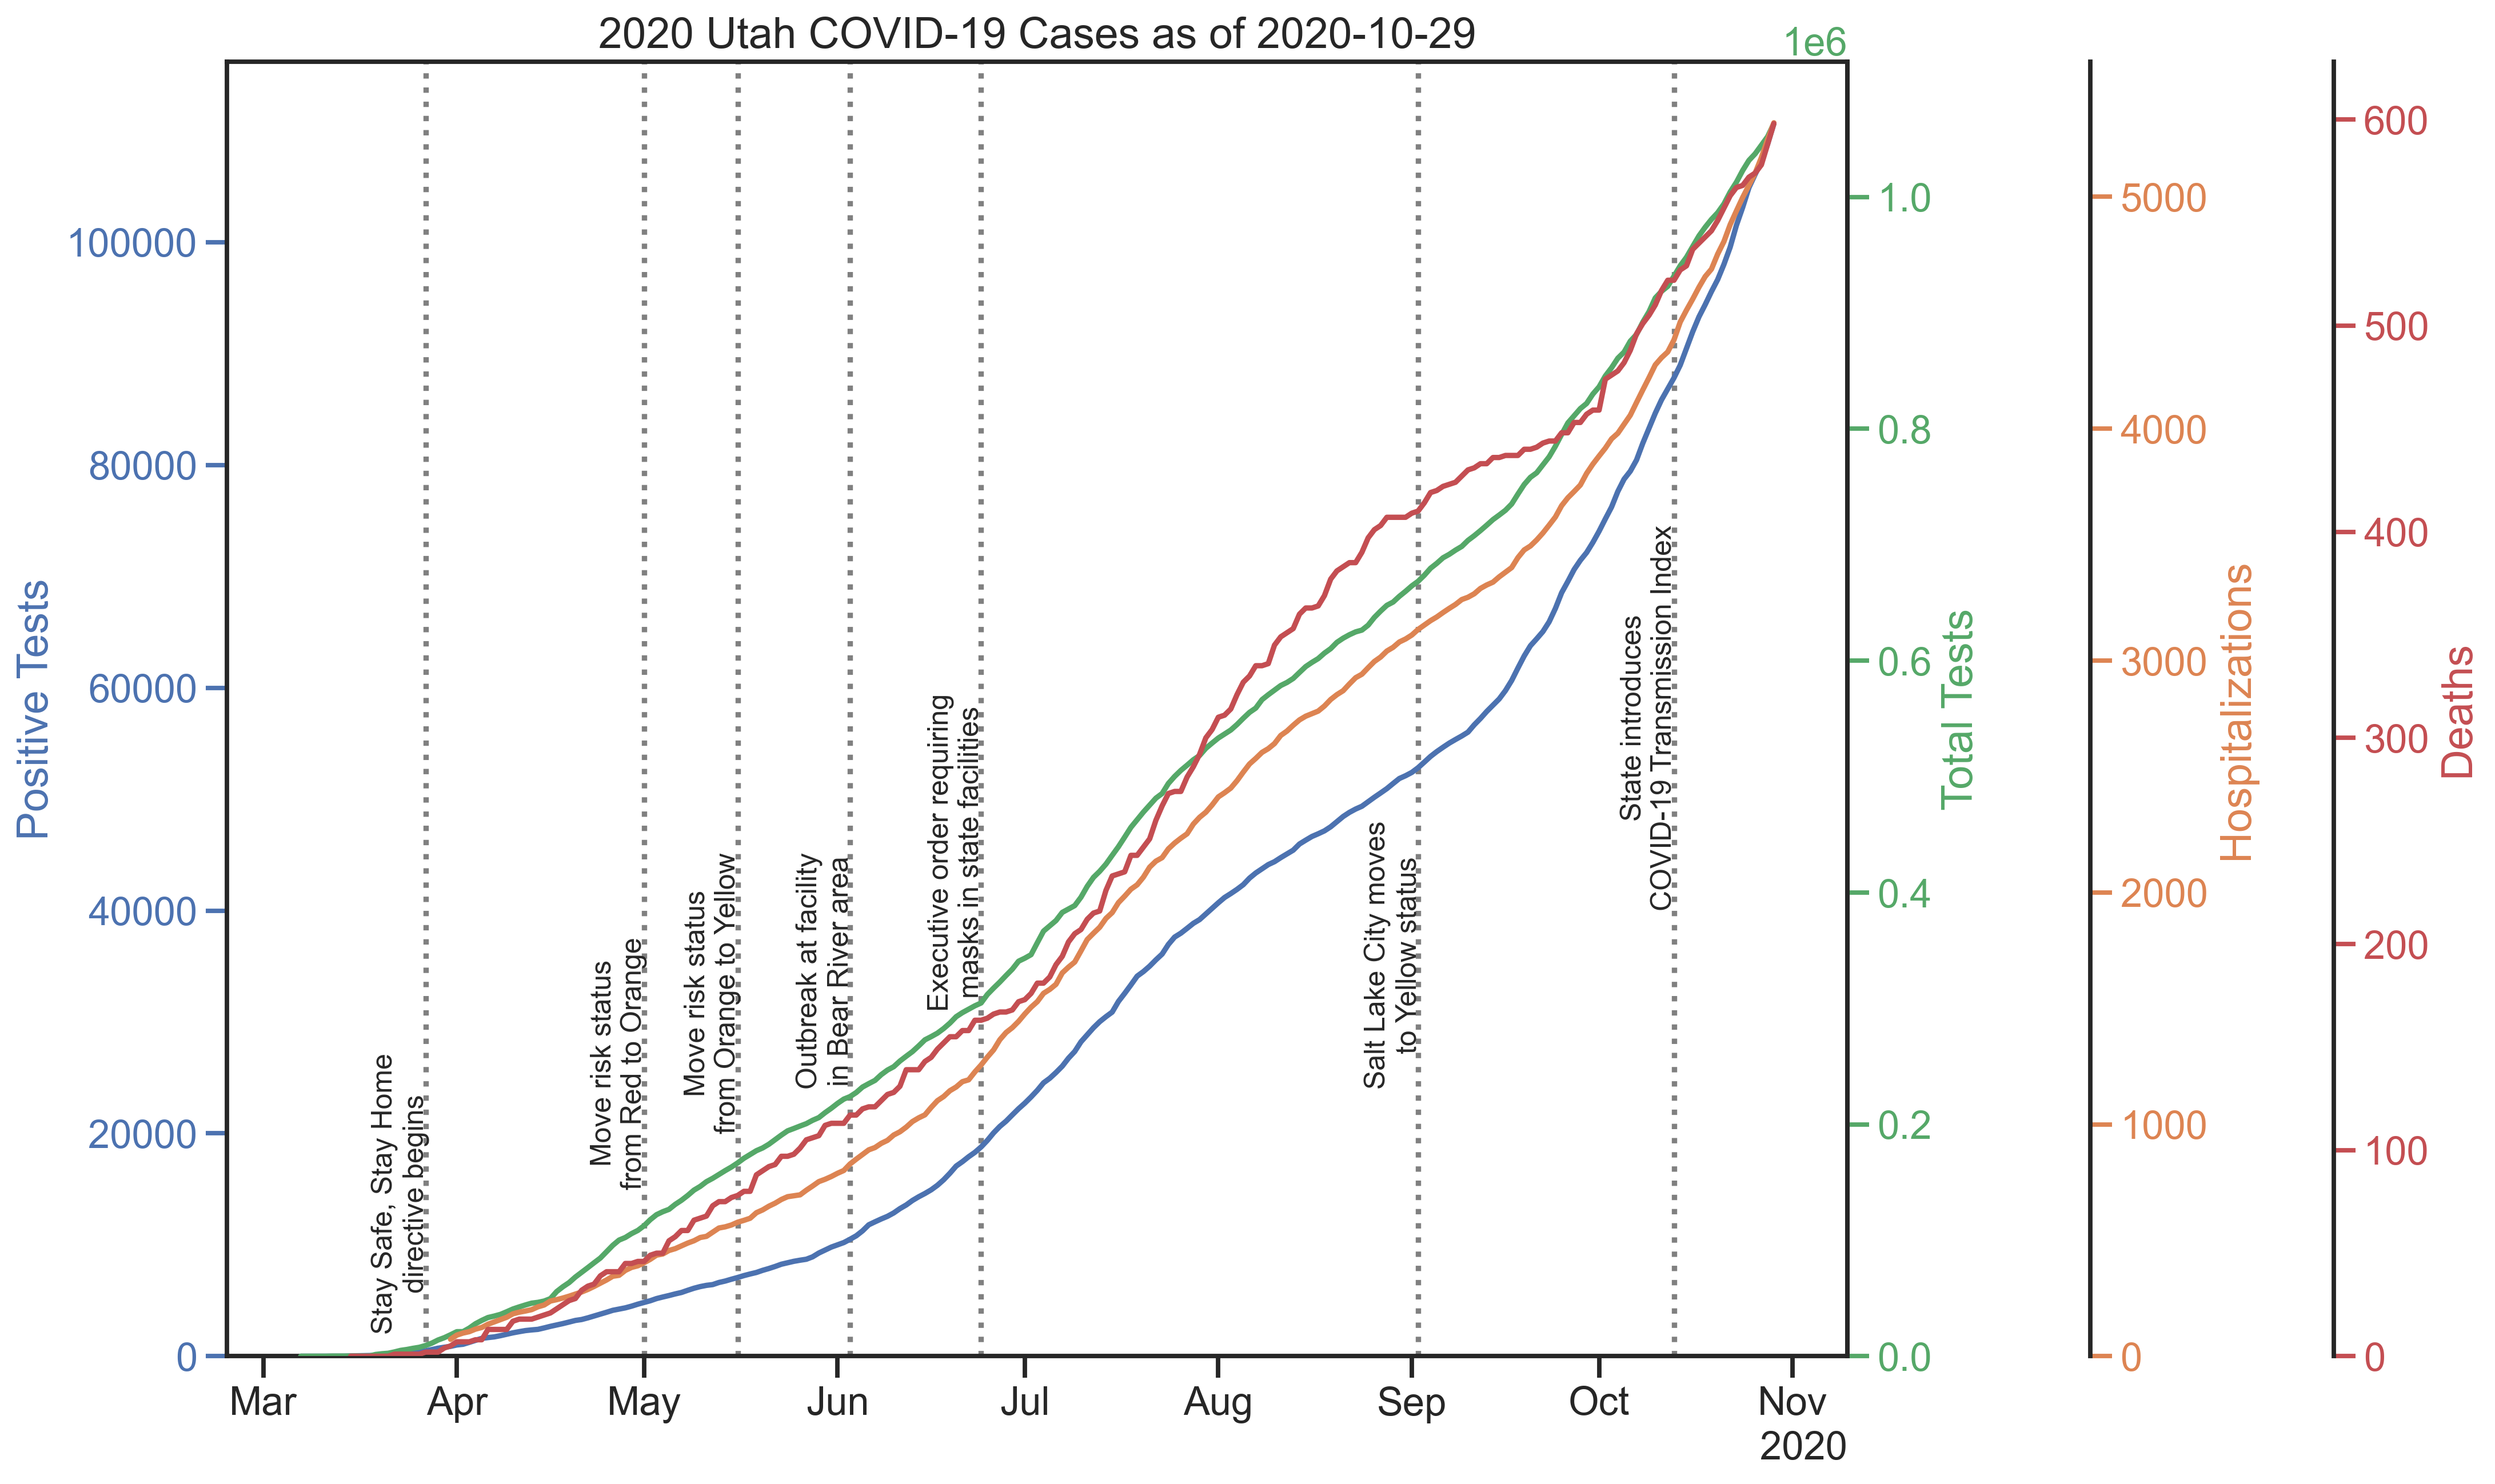 2020 Utah COVID-19 Cases as of 2020-10-29
1e6
Positive Tests
100000
80000
60000
40000
20000
0
Stay Safe, Stay Home
directive begins
Move risk status
from Red to Orange
Move risk status
from Orange to Yellow
Outbreak at facility
in Bear River area
Executive order requiring
masks in state facilities
Salt Lake City moves
to Yellow status
State introduces
COVID-19 Transmission Index
1.0
0.8
0.6
0.4
0.2
0.0
Total Tests
5000
4000
3000
2000
1000
0
Hospitalizations
600
500
400
300
200
100
0
Deaths
Mar
Apr
May
Jun
Jul
Aug
Sep
Oct
Nov
2020